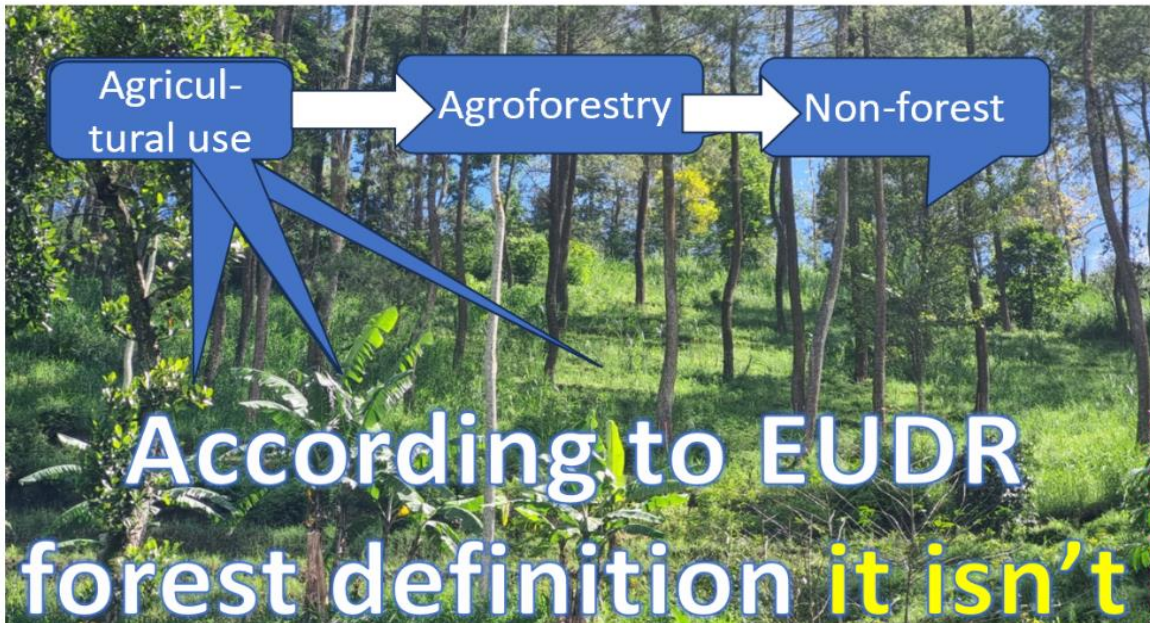 Agricul-
tural use
Agroforestry
Non-forest
According to EUDR
forest definition it isn't